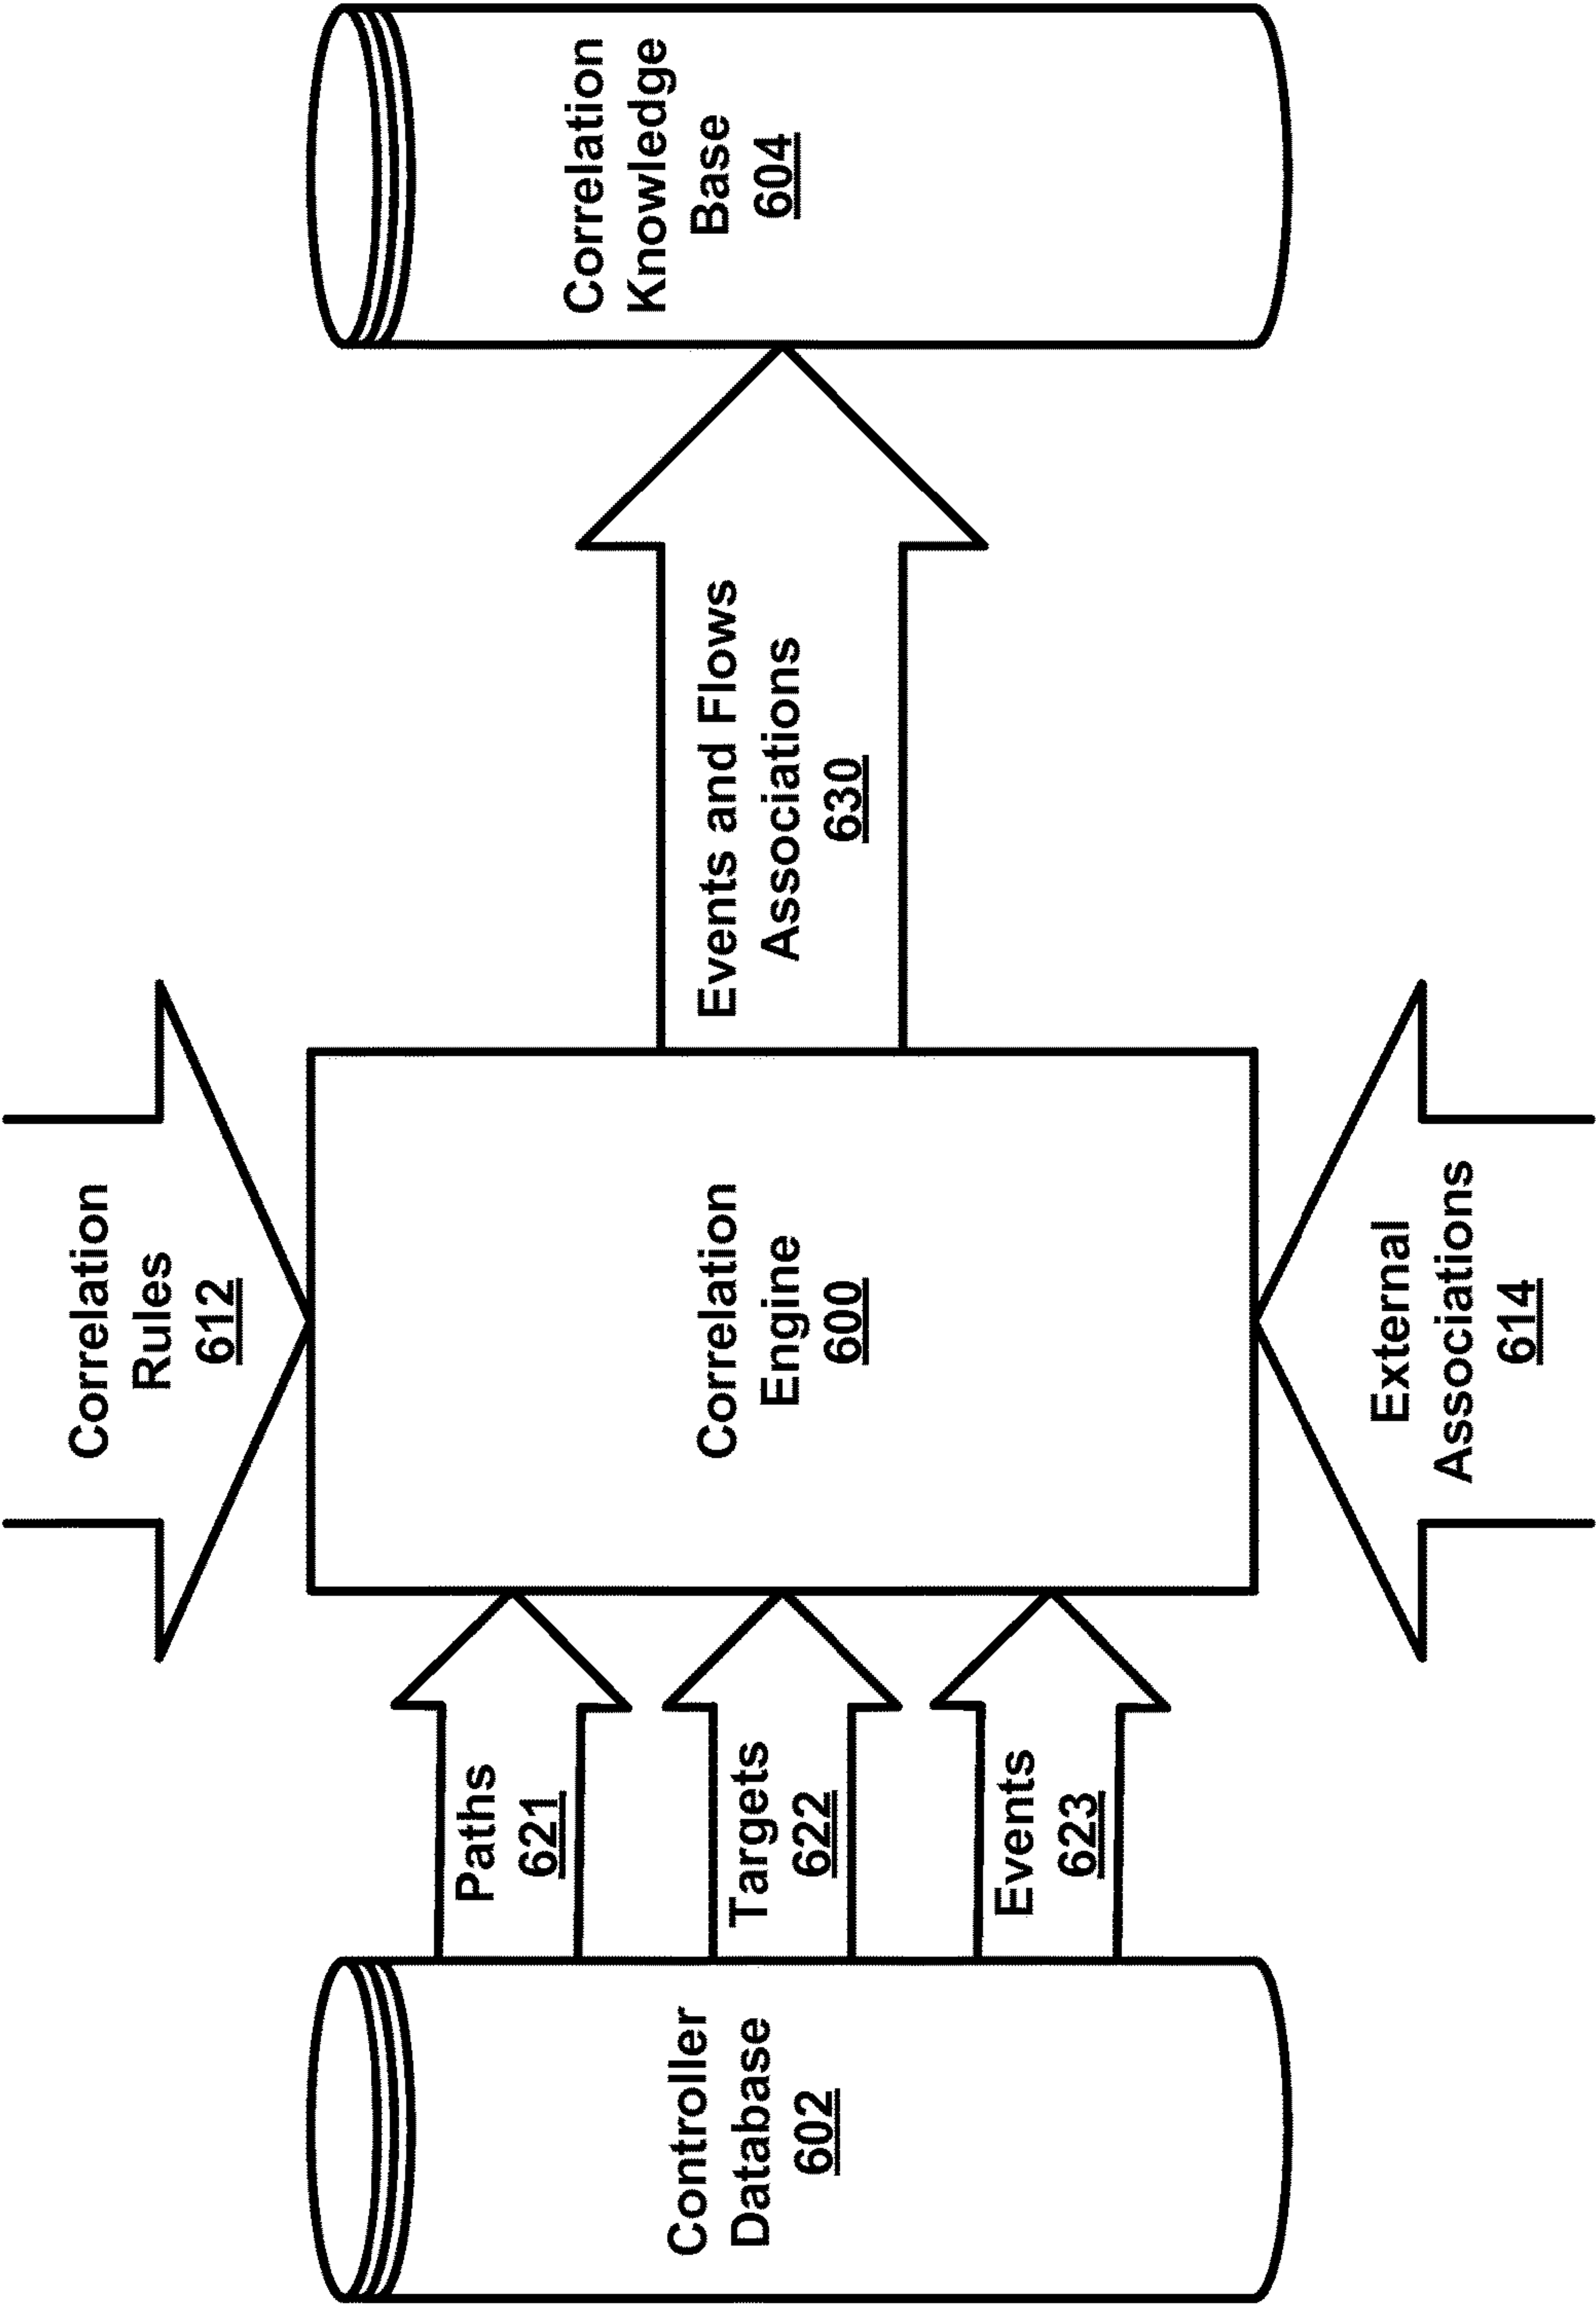 Correlation
Rules
612
Controller
Database
602
Paths
621
Targets
622
Events
623
Correlation
Engine
600
Events and Flows
Associations
630
Correlation
Knowledge
Base
604
External
Associations
614